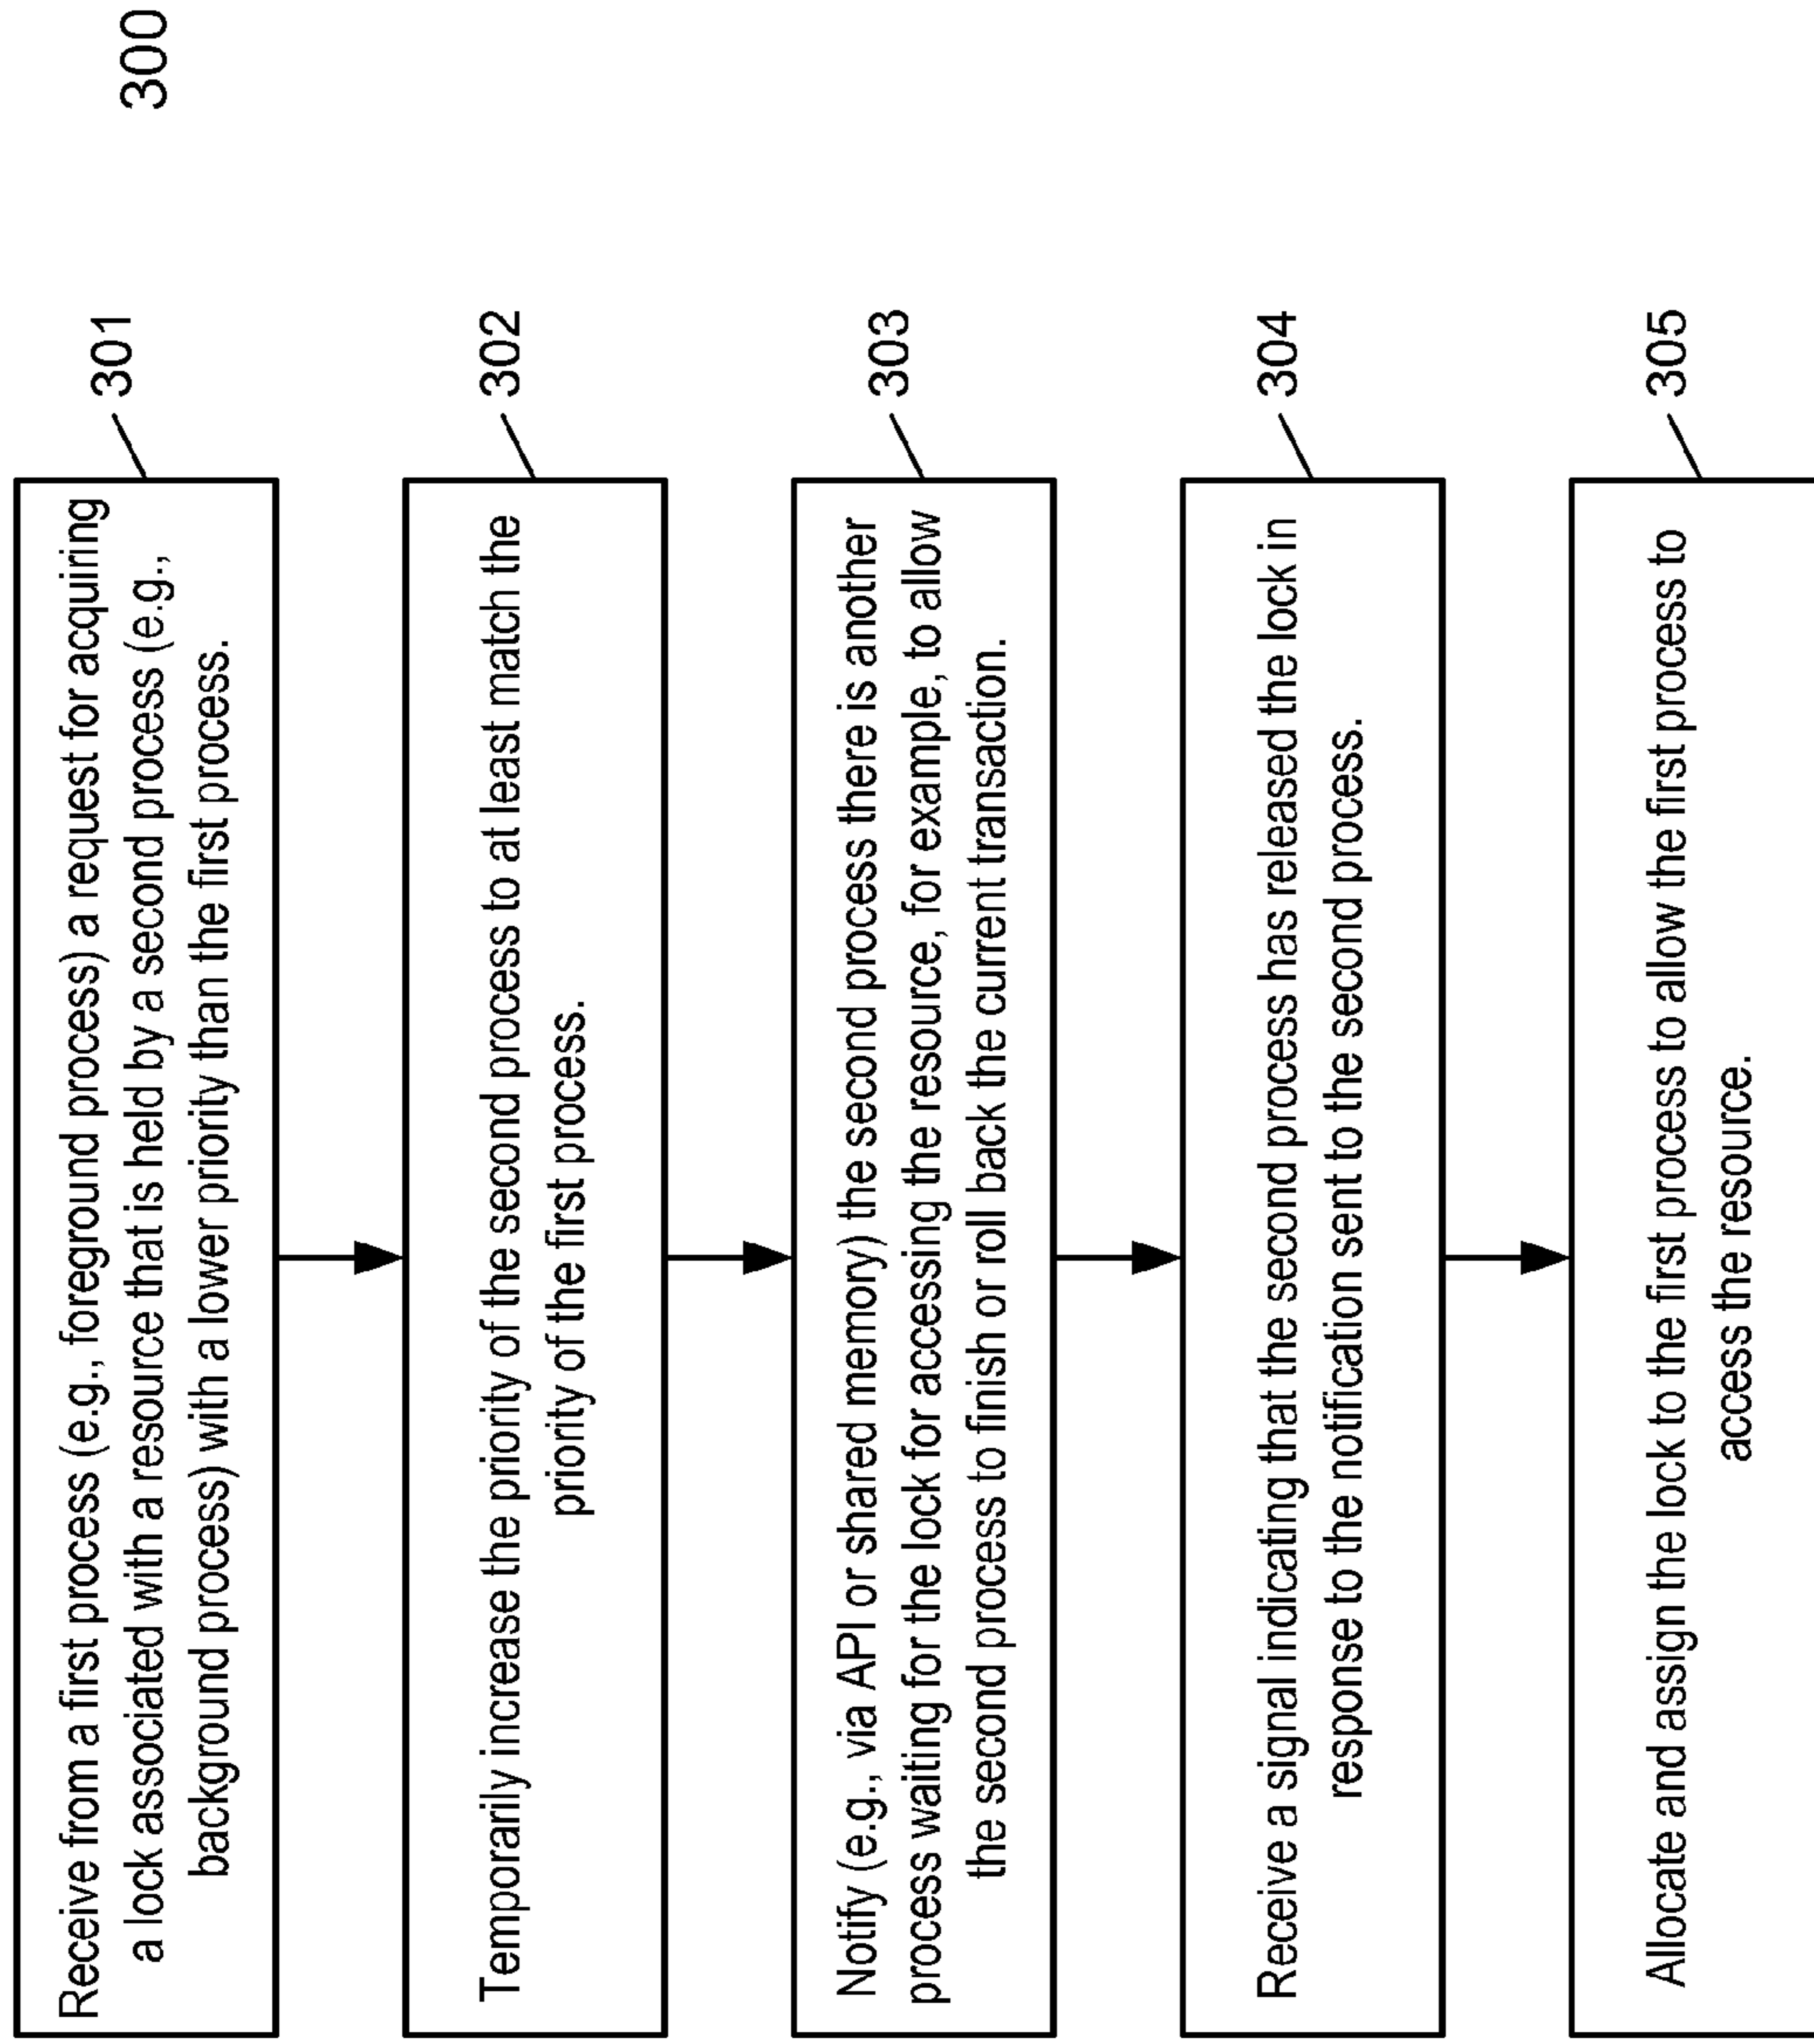 300
301
Receive from a first process (e.g., foreground process) a request for acquiring
a lock associated with a resource that is held by a second process (e.g.,
background process) with a lower priority than the first process.
302
Temporarily increase the priority of the second process to at least match the
priority of the first process.
303
Notify (e.g., via API or shared memory) the second process there is another
process waiting for the lock for accessing the resource, for example, to allow
the second process to finish or roll back the current transaction.
304
Receive a signal indicating that the second process has released the lock in
response to the notification sent to the second process.
305
Allocate and assign the lock to the first process to allow the first process to
access the resource.